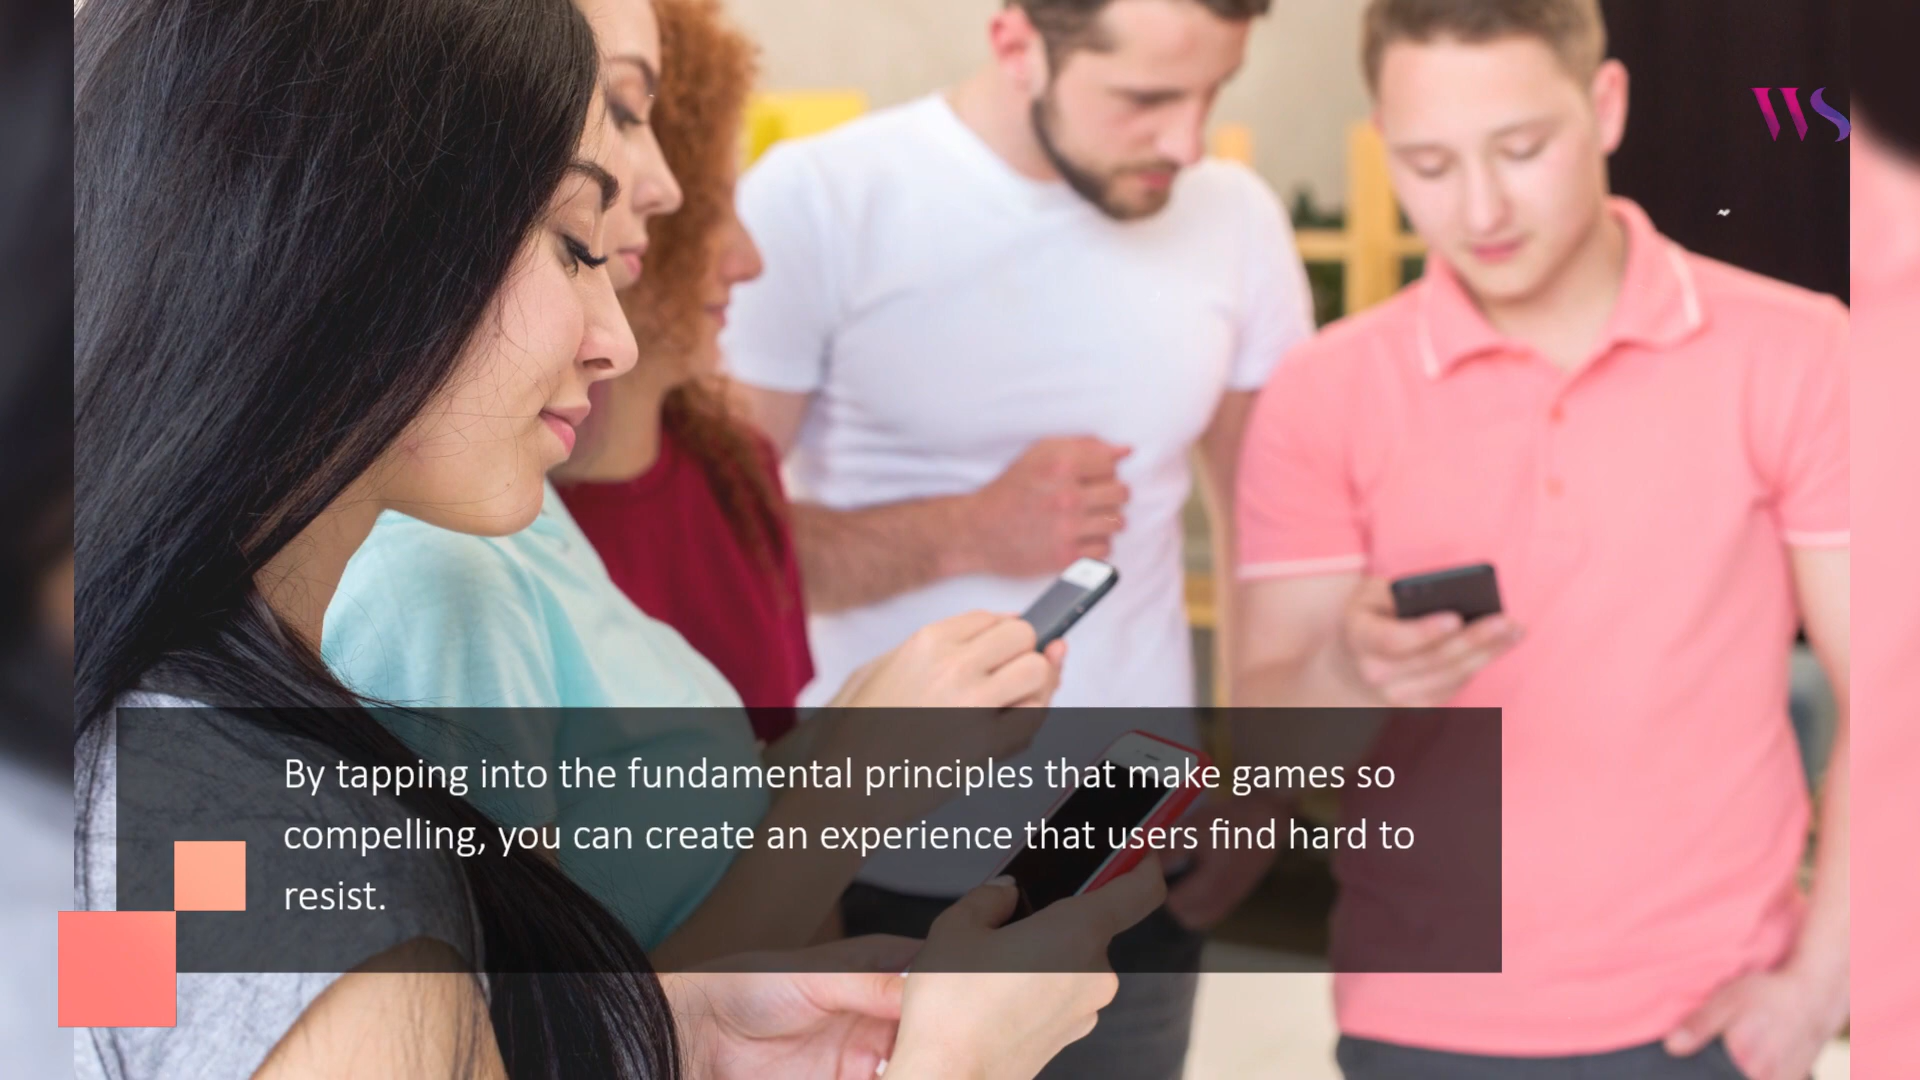 WS
By tapping into the fundamental principles that make games so
compelling, you can create an experience that users find hard to
resist.